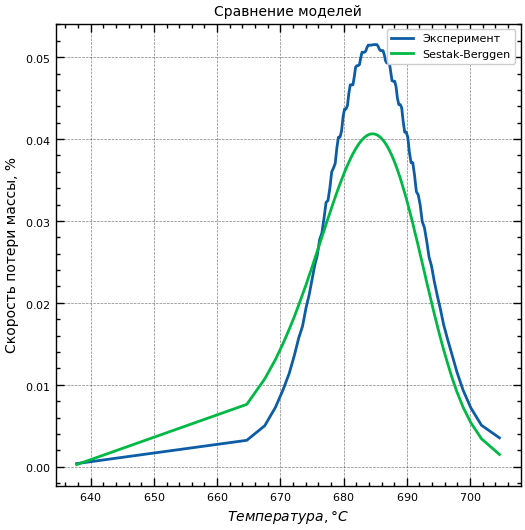 Сравнение моделей
Эксперимент
Sestak-Berggen
Скорость потери массы, %
0.05
0.04
0.03
0.02
0.01
0.00
640 650 660 670 680 690 700
Температура, °C